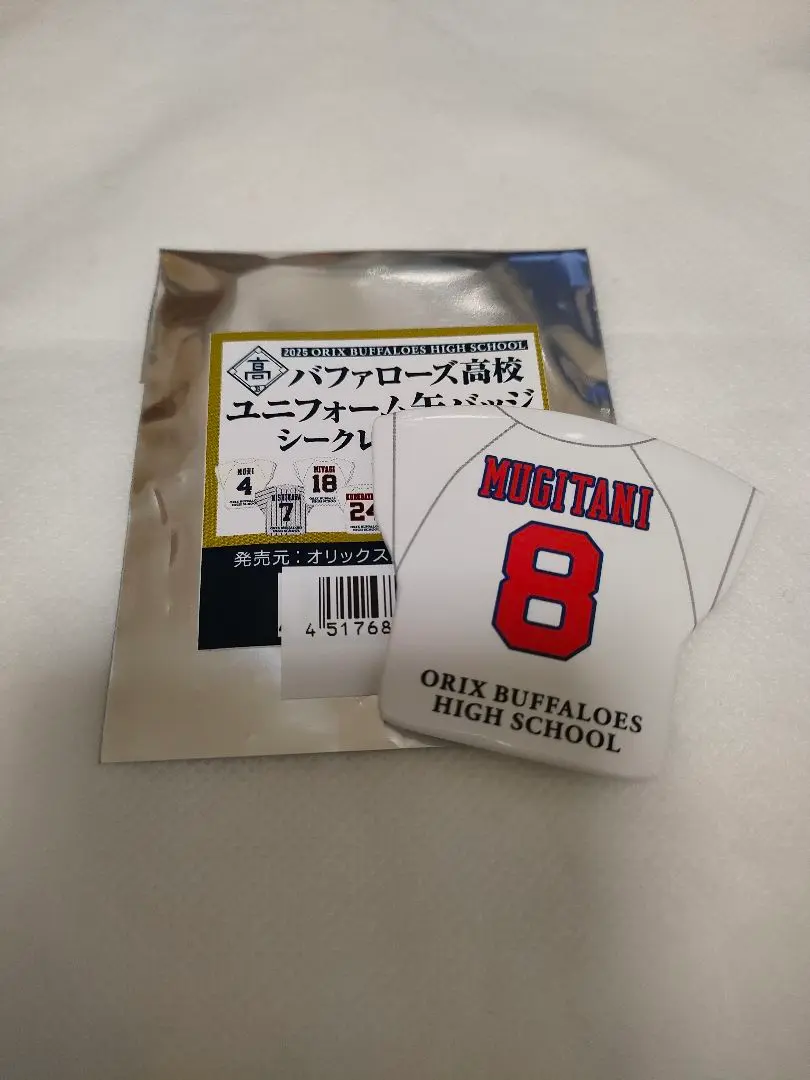 2025 ORIX BUFFALOES HIGH SCHOOL
高
バファローズ高校
ユニフォーム缶バッジ
シークレ
MORI
4
MIYAGI
18
NISHIKAWA
7
24
発売元：オリックス
4 51768
MUGITANI
8
ORIX BUFFALOES
HIGH SCHOOL